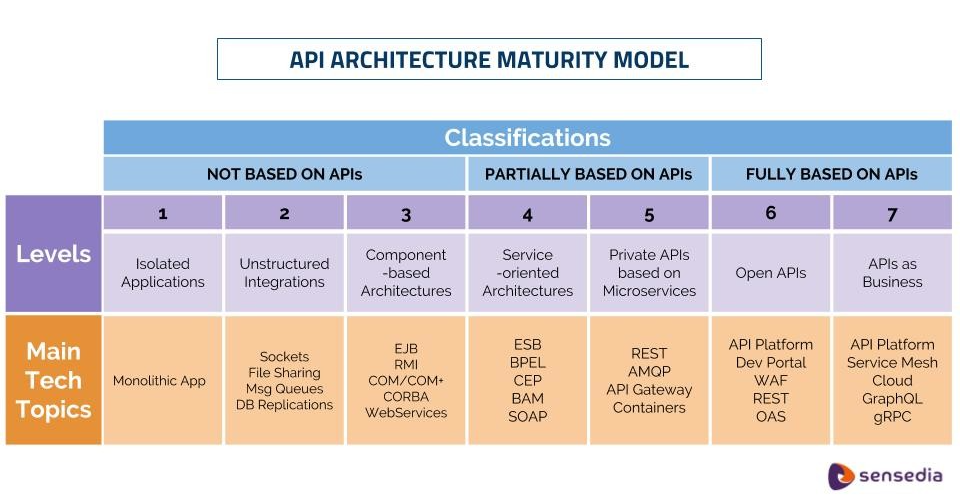 API ARCHITECTURE MATURITY MODEL
Classifications
NOT BASED ON APIs
PARTIALLY BASED ON APIs
FULLY BASED ON APIs
Levels
1
2
3
4
5
6
7
Isolated
Applications
Unstructured
Integrations
Component
-based
Architectures
Service
-oriented
Architectures
Private APIs
based on
Microservices
Open APIs
APIs as
Business
Main
Tech
Topics
Monolithic App
Sockets
File Sharing
Msg Queues
DB Replications
EJB
RMI
COM/COM+
CORBA
WebServices
ESB
BPEL
CEP
BAM
SOAP
REST
AMQP
API Gateway
Containers
API Platform
Dev Portal
WAF
REST
OAS
API Platform
Service Mesh
Cloud
GraphQL
gRPC
sensedia